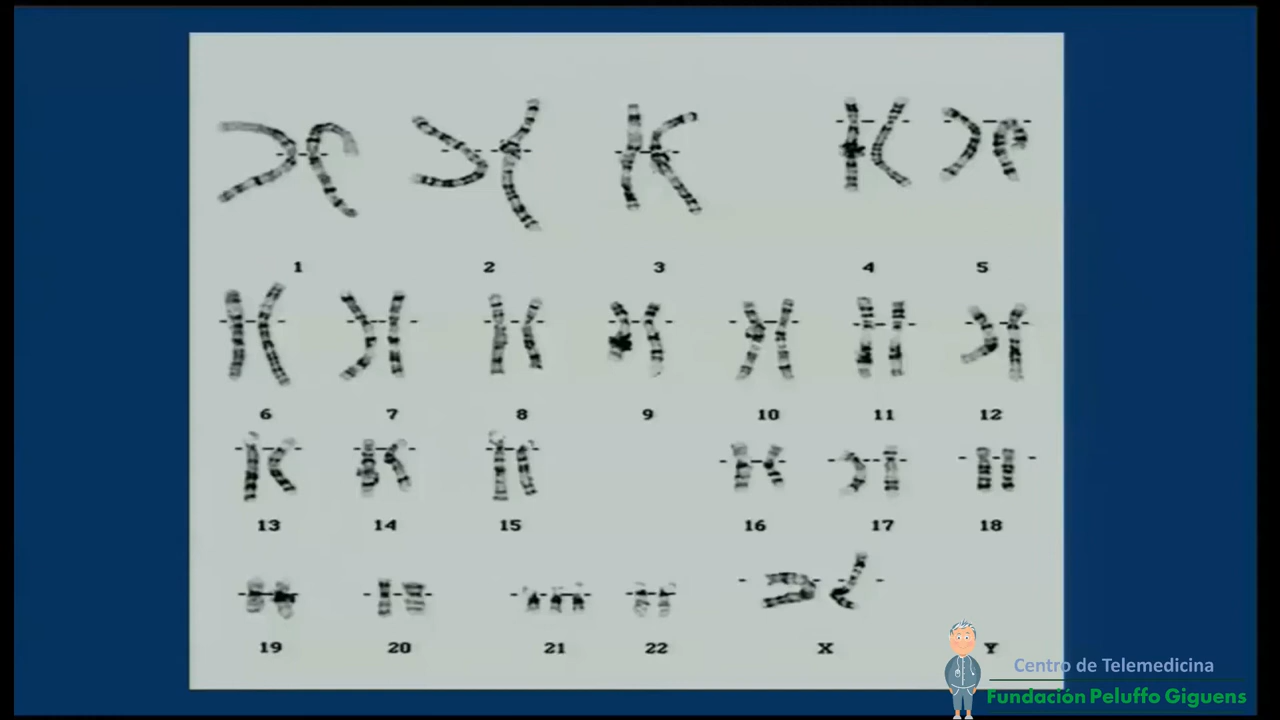 1 2 3 4 5
6 7 8 9 10 11 12
13 14 15 16 17 18
19 20 21 22 X Y
Centro de Telemedicina
Fundación Peluffo Giguens